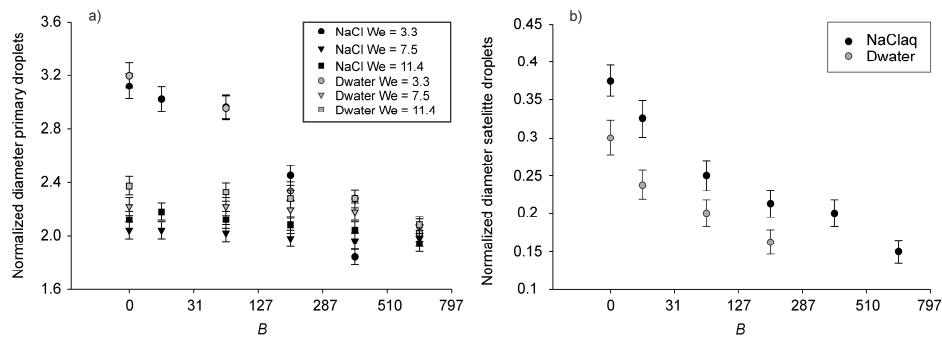 a)
Normalized diameter primary droplets
3.6
3.2
2.8
2.4
2.0
1.6
0 31 127 287 510 797
B
NaCl We = 3.3
NaCl We = 7.5
NaCl We = 11.4
Dwater We = 3.3
Dwater We = 7.5
Dwater We = 11.4
b)
Normalized diameter satelitte droplets
0.45
0.4
0.35
0.3
0.25
0.2
0.15
0.1
0 31 127 287 510 797
B
NaClaq
Dwater